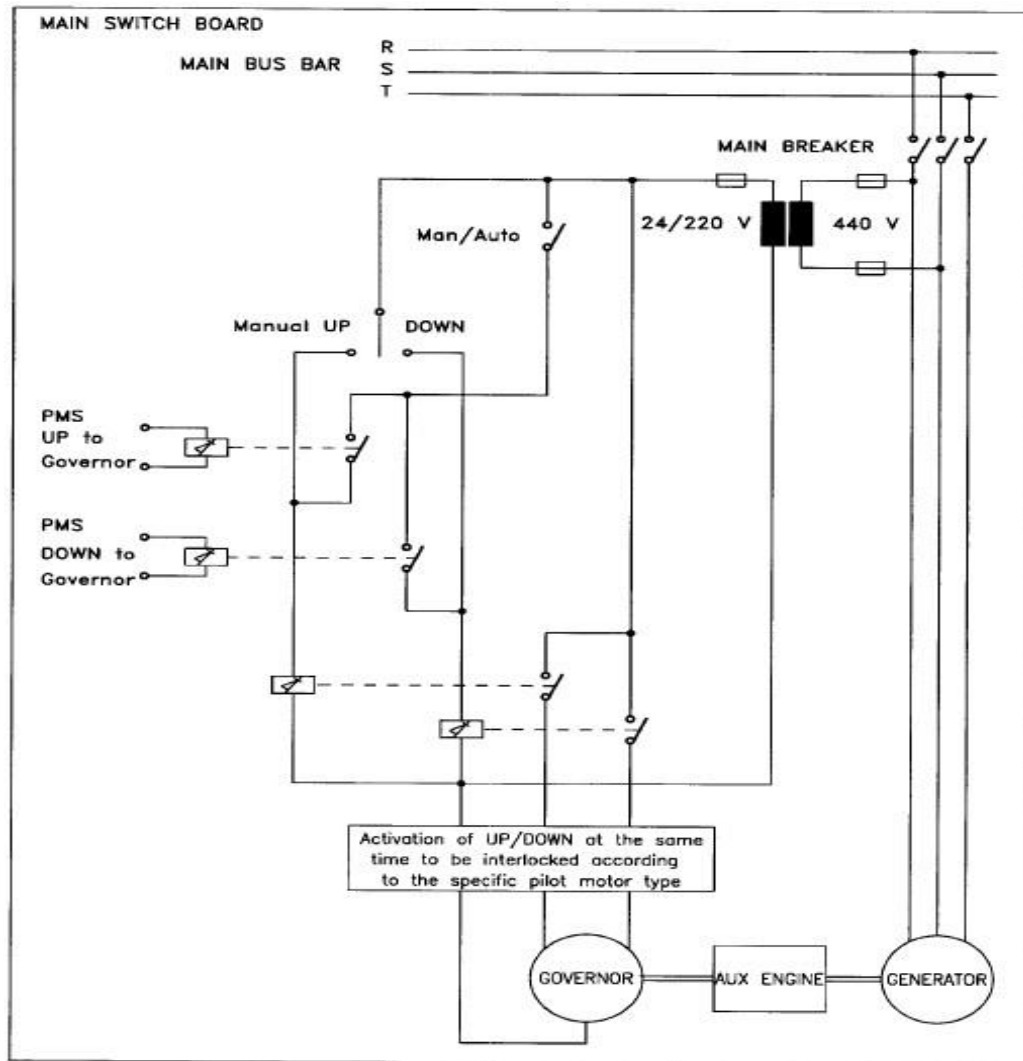 MAIN SWITCH BOARD
MAIN BUS BAR
R
S
T
MAIN BREAKER
24/220 V
440 V
Man/Auto
Manual UP
DOWN
PMS
UP to
Governor
PMS
DOWN to
Governor
Activation of UP/DOWN at the same
time to be interlocked according
to the specific pilot motor type
GOVERNOR
AUX ENGINE
GENERATOR